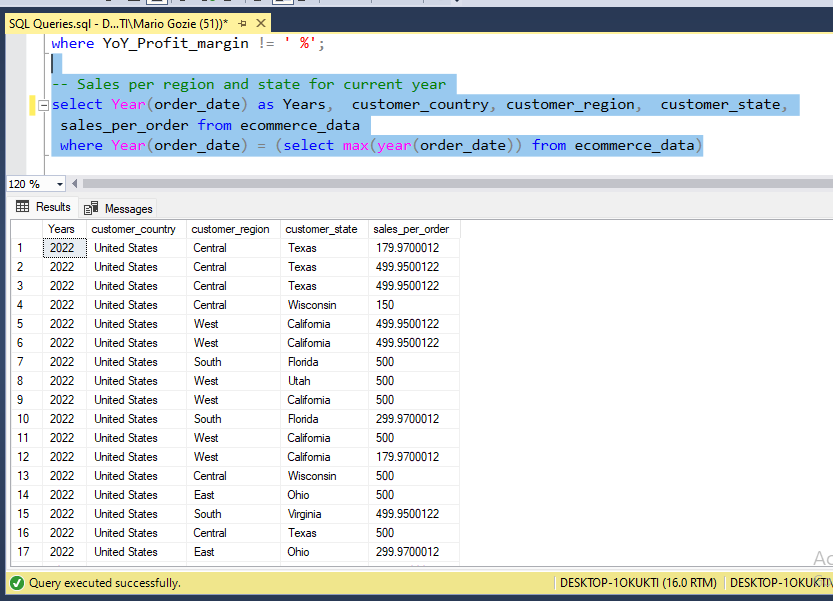 SQL Queries.sql - D...TI\Mario Gozie (51))*
where YoY_Profit_margin != ' %';
-- Sales per region and state for current year
select Year(order_date) as Years,  customer_country, customer_region,  customer_state,
sales_per_order from ecommerce_data
where Year(order_date) = (select max(year(order_date)) from ecommerce_data)
120 %
Results Messages
Years customer_country customer_region customer_state sales_per_order
1 2022 United States Central Texas 179.9700012
2 2022 United States Central Texas 499.9500122
3 2022 United States Central Texas 499.9500122
4 2022 United States Central Wisconsin 150
5 2022 United States West California 499.9500122
6 2022 United States West California 499.9500122
7 2022 United States South Florida 500
8 2022 United States West Utah 500
9 2022 United States West California 500
10 2022 United States South Florida 299.9700012
11 2022 United States West California 500
12 2022 United States West California 179.9700012
13 2022 United States Central Wisconsin 500
14 2022 United States East Ohio 500
15 2022 United States South Virginia 499.9500122
16 2022 United States Central Texas 500
17 2022 United States East Ohio 299.9700012
Ac
Query executed successfully. DESKTOP-1OKUKTI (16.0 RTM) DESKTOP-1OKUKTI\